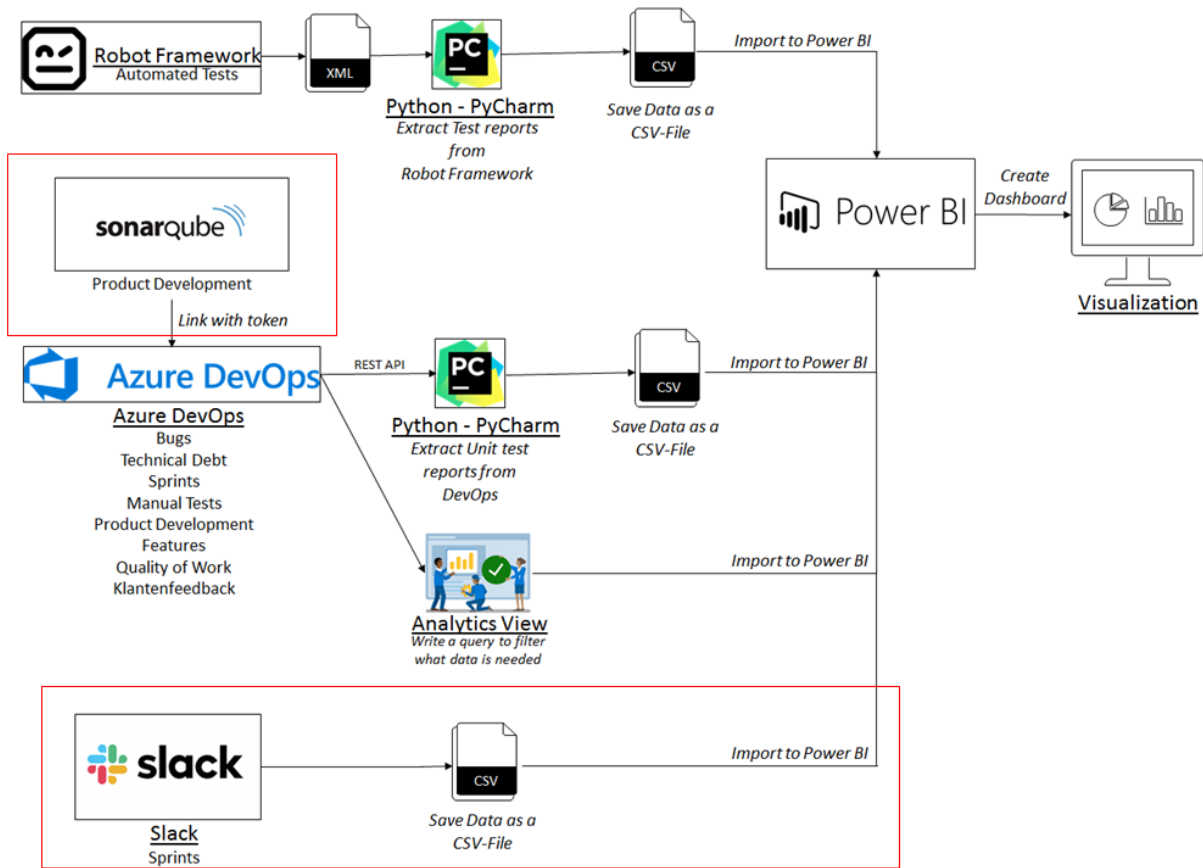 Robot Framework
Automated Tests
XML
PC
Python - PyCharm
Extract Test reports
from
Robot Framework
CSV
Save Data as a
CSV-File
Import to Power BI
Power BI
Create
Dashboard
Visualization
sonarqube
Product Development
Link with token
Azure DevOps
Azure DevOps
Bugs
Technical Debt
Sprints
Manual Tests
Product Development
Features
Quality of Work
Klantenfeedback
REST API
PC
Python - PyCharm
Extract Unit test
reports from
DevOps
CSV
Save Data as a
CSV-File
Import to Power BI
Analytics View
Write a query to filter
what data is needed
Import to Power BI
slack
Slack
Sprints
CSV
Save Data as a
CSV-File
Import to Power BI